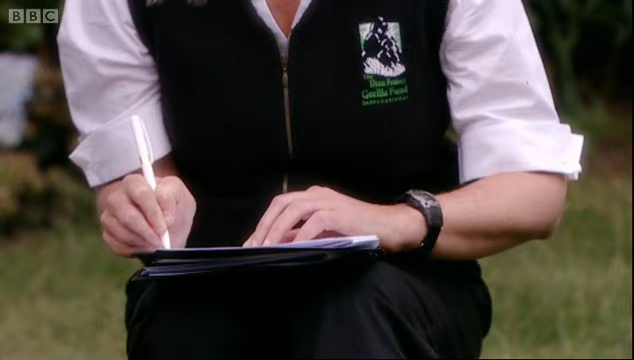 BBC
The Dian Fossey
Gorilla Fund
International